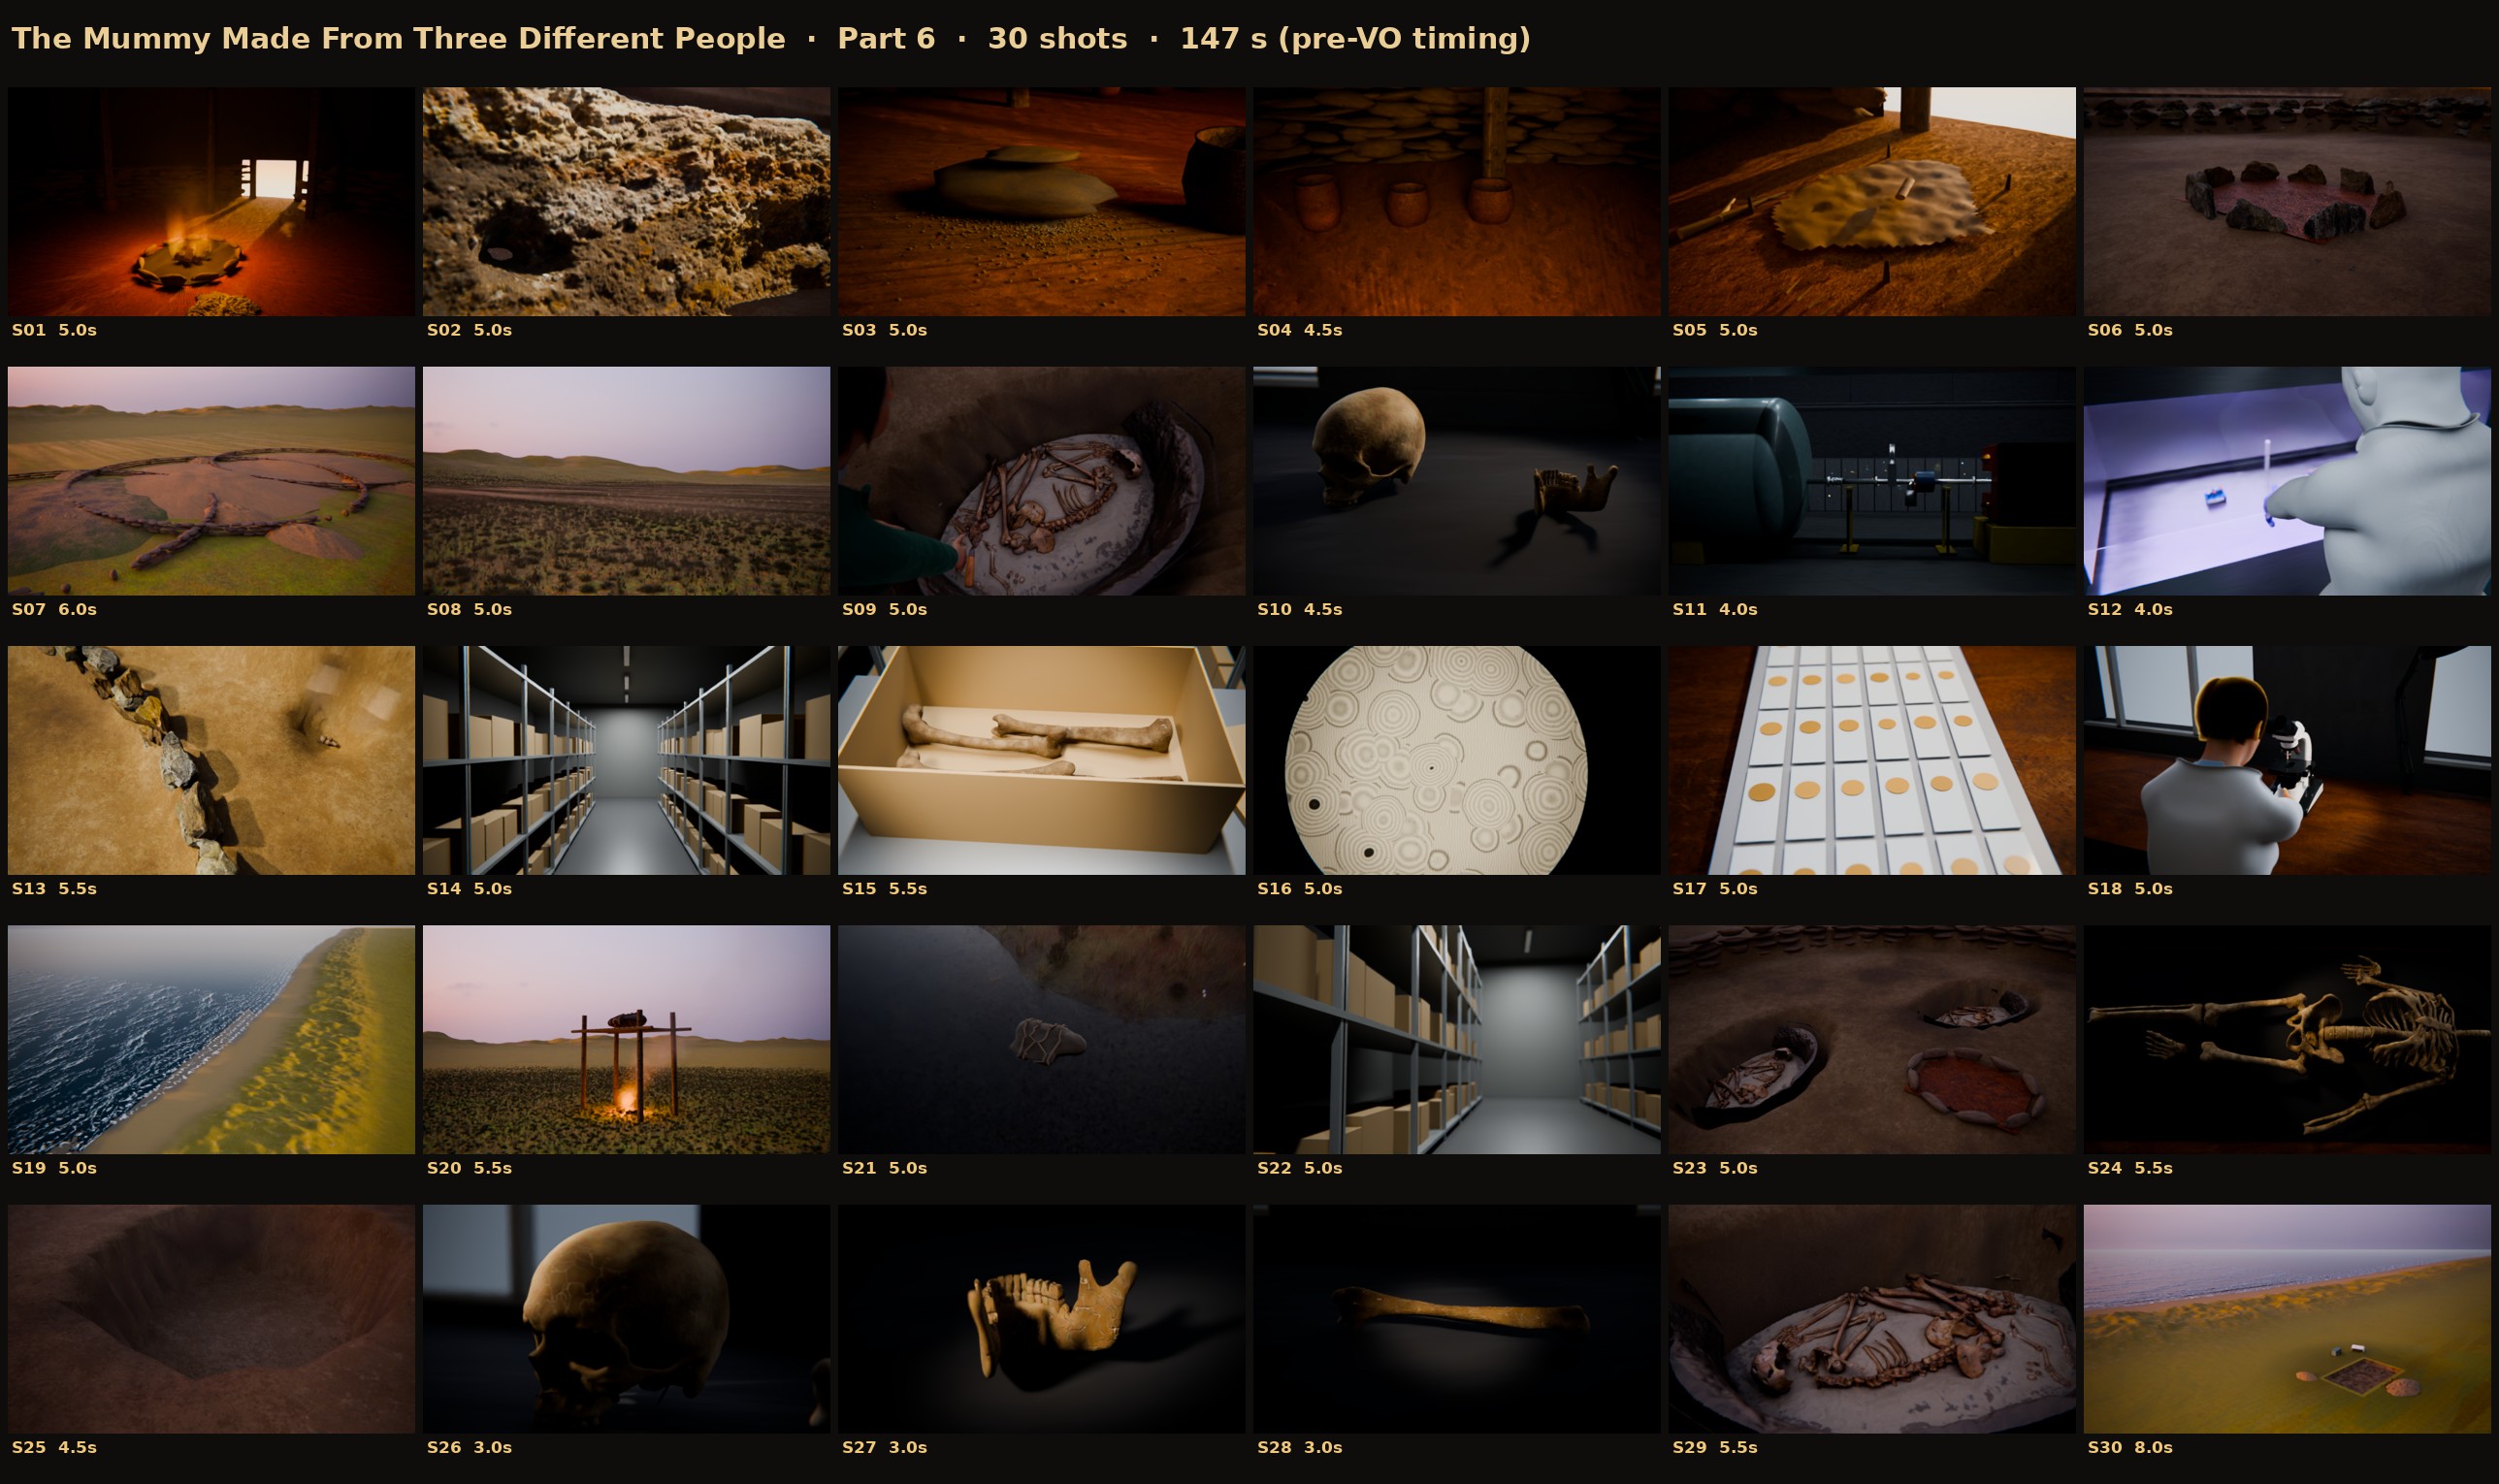 The Mummy Made From Three Different People · Part 6 · 30 shots · 147 s (pre-VO timing)
S01 5.0s
S02 5.0s
S03 5.0s
S04 4.5s
S05 5.0s
S06 5.0s
S07 6.0s
S08 5.0s
S09 5.0s
S10 4.5s
S11 4.0s
S12 4.0s
S13 5.5s
S14 5.0s
S15 5.5s
S16 5.0s
S17 5.0s
S18 5.0s
S19 5.0s
S20 5.5s
S21 5.0s
S22 5.0s
S23 5.0s
S24 5.5s
S25 4.5s
S26 3.0s
S27 3.0s
S28 3.0s
S29 5.5s
S30 8.0s